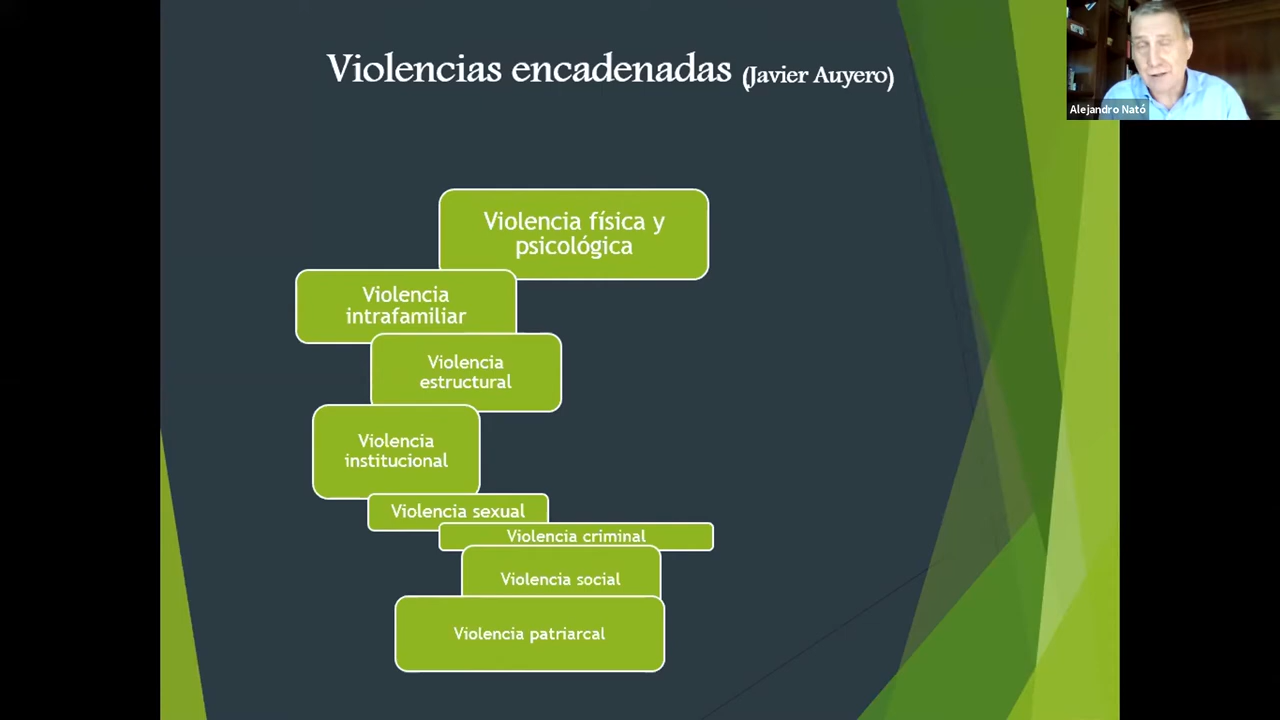 Violencias encadenadas (Javier Auyero)
Alejandro Nató
Violencia física y
psicológica
Violencia
intrafamiliar
Violencia
estructural
Violencia
institucional
Violencia sexual
Violencia criminal
Violencia social
Violencia patriarcal